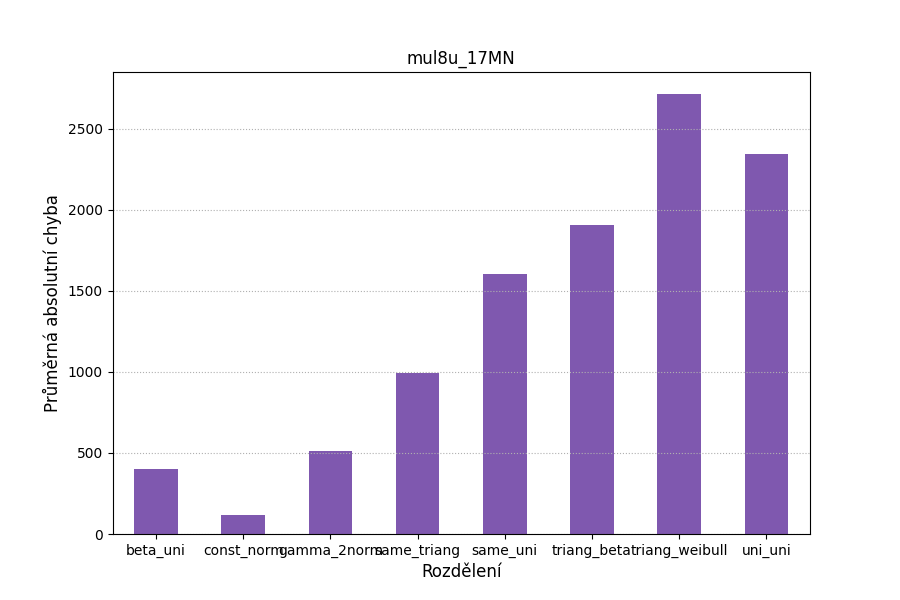 mul8u_17MN
Průměrná absolutní chyba
2500
2000
1500
1000
500
0
beta_uni const_norm gamma_2norm same_triang same_uni triang_beta triang_weibull uni_uni
Rozdělení